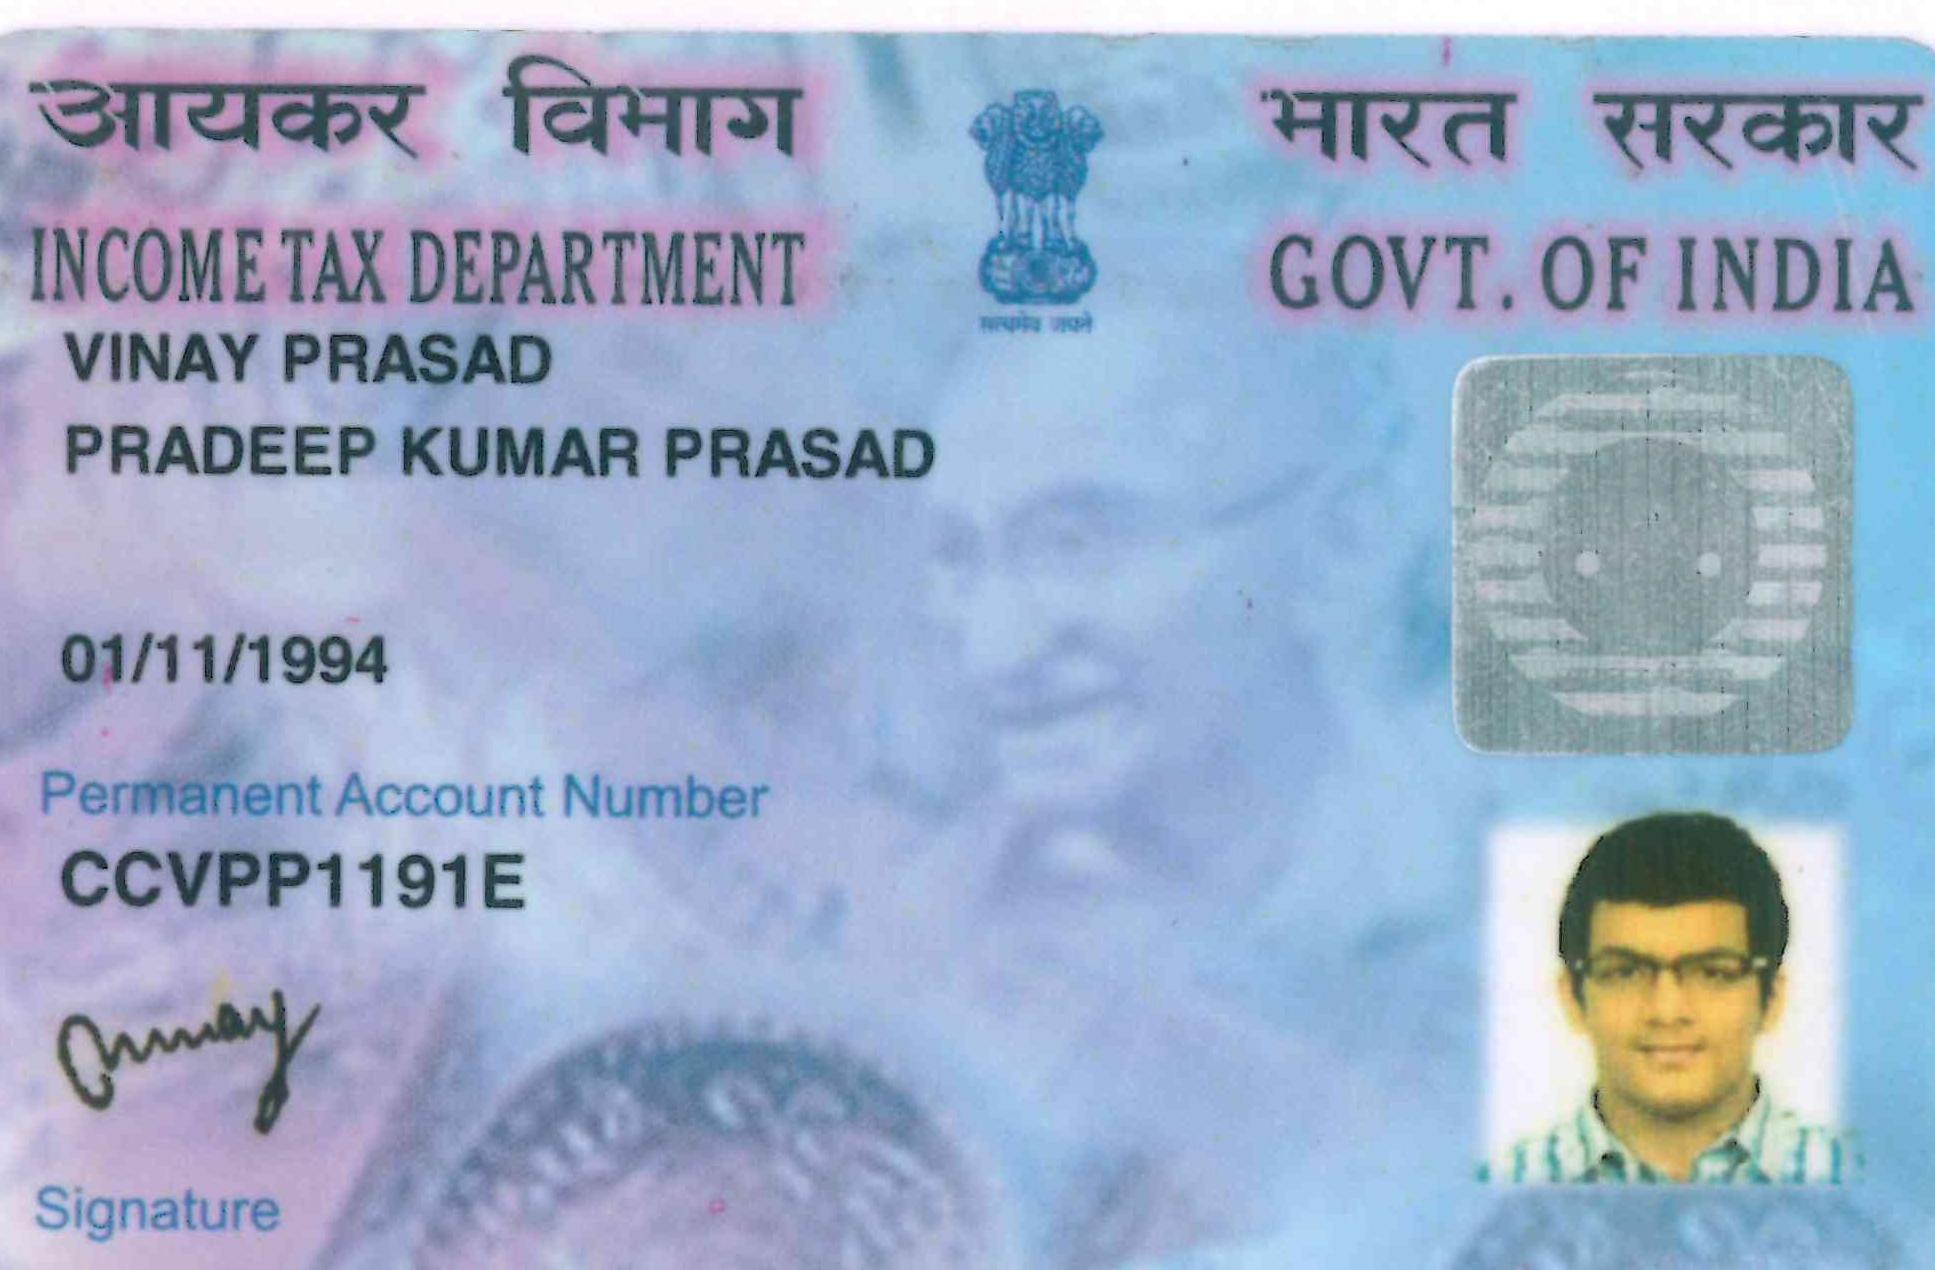 आयकर विभाग
भारत सरकार
INCOME TAX DEPARTMENT
GOVT. OF INDIA
सत्यमेव जयते
VINAY PRASAD
PRADEEP KUMAR PRASAD
01/11/1994
Permanent Account Number
CCVPP1191E
Signature